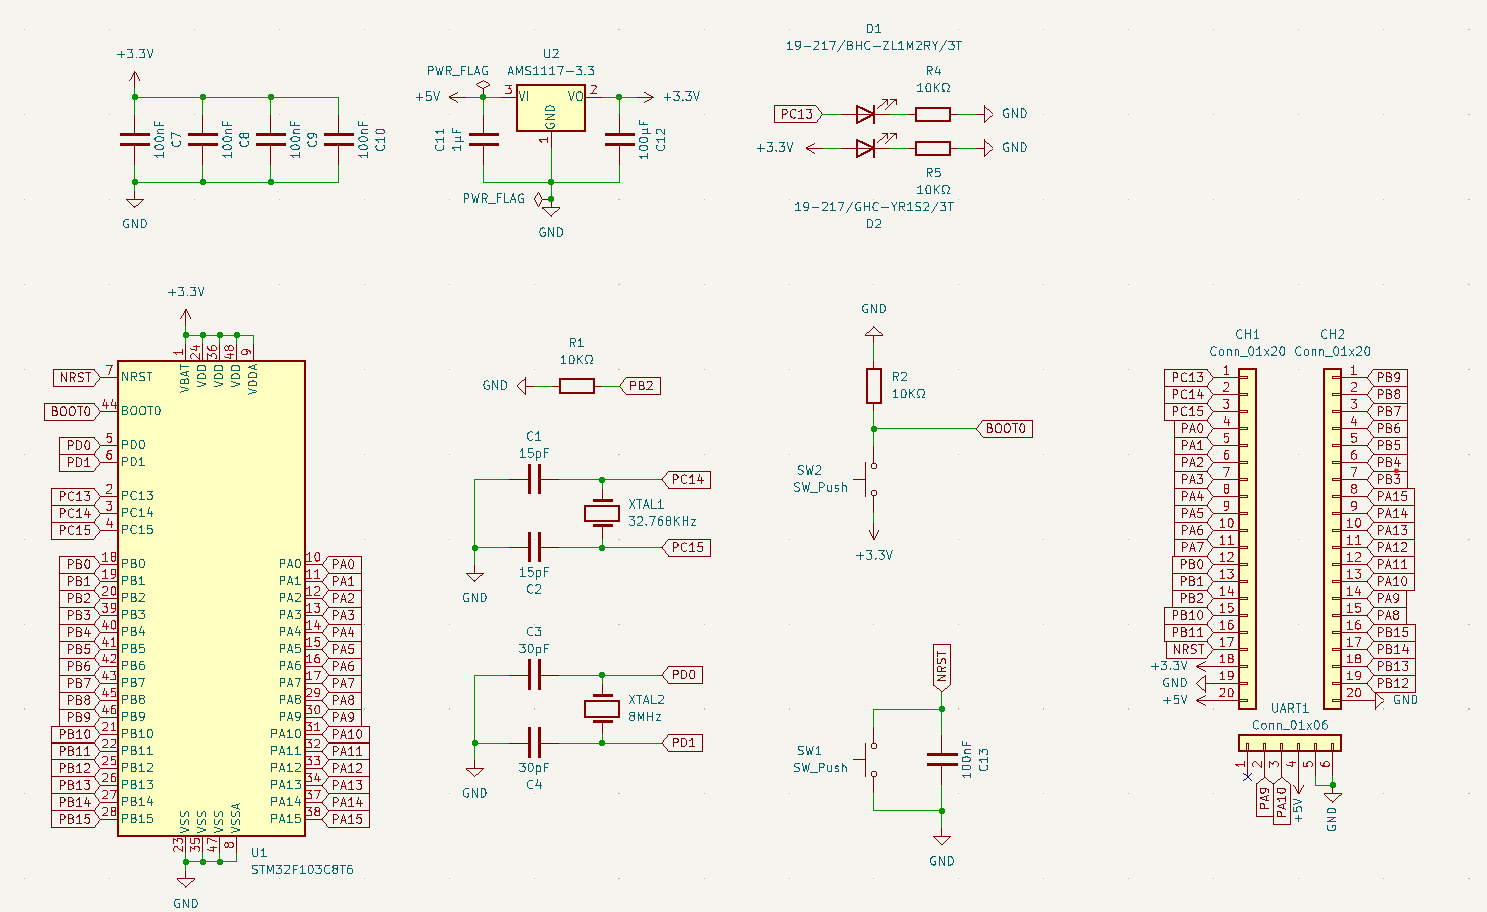 +3.3V
100nF
C7
100nF
C8
100nF
C9
100nF
C10
GND
U2
AMS1117-3.3
PWR_FLAG
+5V
3
VI
VO
2
+3.3V
GND
1
C11
1µF
100µF
C12
PWR_FLAG
GND
D1
19-217/BHC-ZL1M2RY/3T
R4
10KΩ
PC13
GND
+3.3V
GND
R5
10KΩ
19-217/GHC-YR1S2/3T
D2
+3.3V
1
24
36
48
9
VBAT
VDD
VDD
VDD
VDDA
NRST 7 NRST
BOOT0 44 BOOT0
PD0 5 PD0
PD1 6 PD1
PC13 2 PC13
PC14 3 PC14
PC15 4 PC15
PB0 18 PB0
PB1 19 PB1
PB2 20 PB2
PB3 39 PB3
PB4 40 PB4
PB5 41 PB5
PB6 42 PB6
PB7 43 PB7
PB8 45 PB8
PB9 46 PB9
PB10 21 PB10
PB11 22 PB11
PB12 25 PB12
PB13 26 PB13
PB14 27 PB14
PB15 28 PB15
PA0 10 PA0
PA1 11 PA1
PA2 12 PA2
PA3 13 PA3
PA4 14 PA4
PA5 15 PA5
PA6 16 PA6
PA7 17 PA7
PA8 29 PA8
PA9 30 PA9
PA10 31 PA10
PA11 32 PA11
PA12 33 PA12
PA13 34 PA13
PA14 37 PA14
PA15 38 PA15
VSS
VSS
VSS
VSSA
23
35
47
8
U1
STM32F103C8T6
GND
R1
10KΩ
GND
PB2
C1
15pF
PC14
XTAL1
32.768KHz
PC15
15pF
C2
GND
C3
30pF
PD0
XTAL2
8MHz
PD1
30pF
C4
GND
GND
R2
10KΩ
BOOT0
SW2
SW_Push
+3.3V
NRST
SW1
SW_Push
100nF
C13
GND
CH1
Conn_01x20
PC13 1
PC14 2
PC15 3
PA0 4
PA1 5
PA2 6
PA3 7
PA4 8
PA5 9
PA6 10
PA7 11
PB0 12
PB1 13
PB2 14
PB10 15
PB11 16
NRST 17
+3.3V 18
GND 19
+5V 20
CH2
Conn_01x20
1 PB9
2 PB8
3 PB7
4 PB6
5 PB5
6 PB4
7 PB3
8 PA15
9 PA14
10 PA13
11 PA12
12 PA11
13 PA10
14 PA9
15 PA8
16 PB15
17 PB14
18 PB13
19 PB12
20 GND
UART1
Conn_01x06
1
2
3
4
5
6
PA9
PA10
+5V
GND